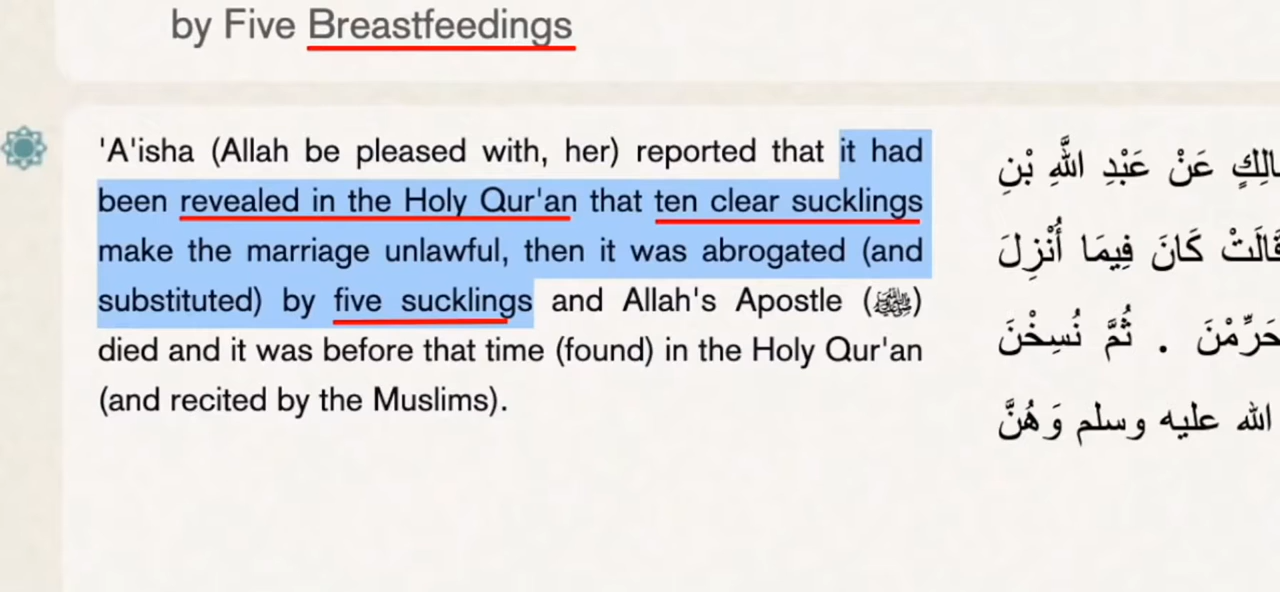 by Five Breastfeedings
'A'isha (Allah be pleased with, her) reported that it had
been revealed in the Holy Qur'an that ten clear sucklings
make the marriage unlawful, then it was abrogated (and
substituted) by five sucklings and Allah's Apostle (ﷺ)
died and it was before that time (found) in the Holy Qur'an
(and recited by the Muslims).
مَالِكٍ عَنْ عَبْدِ اللَّهِ بْنِ
قَالَتْ كَانَ فِيمَا أُنْزِلَ
حَرِّمْنَ . ثُمَّ نُسِخْنَ
الله عليه وسلم وَهُنَّ